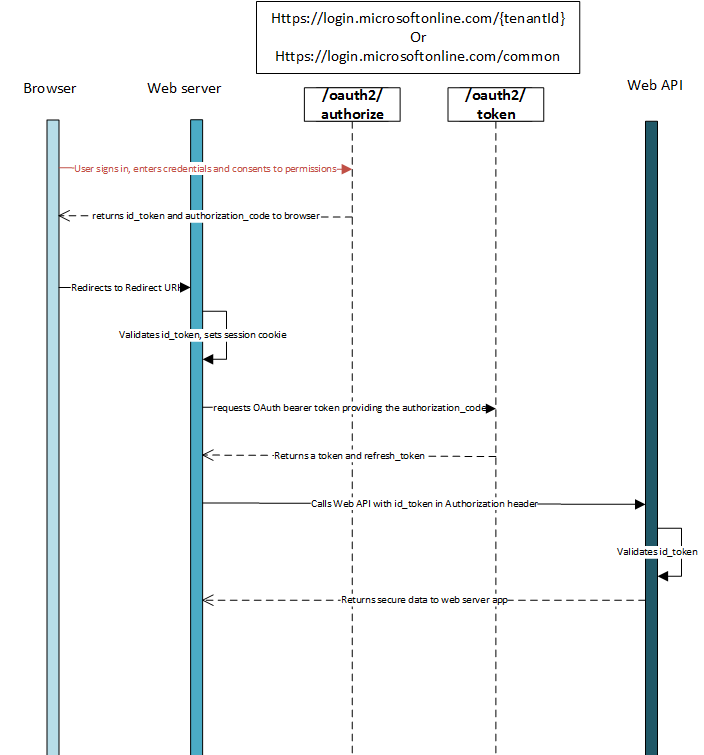 Https://login.microsoftonline.com/{tenantId}
Or
Https://login.microsoftonline.com/common
Browser
Web server
/oauth2/
authorize
/oauth2/
token
Web API
User signs in, enters credentials and consents to permissions
returns id_token and authorization_code to browser
Redirects to Redirect URI
Validates id_token, sets session cookie
requests OAuth bearer token providing the authorization_code
Returns a token and refresh_token
Calls Web API with id_token in Authorization header
Validates id_token
Returns secure data to web server app